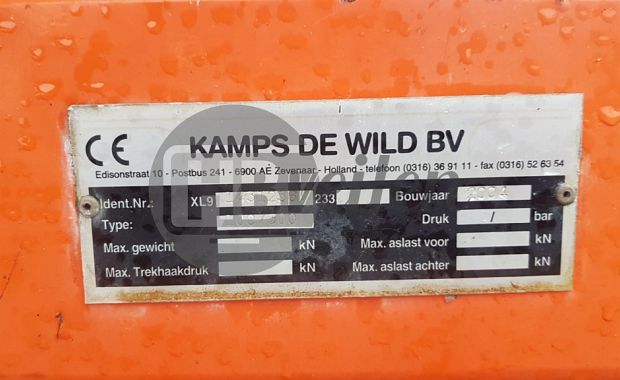 CE KAMPS DE WILD BV
Edisonstraat 10 - Postbus 241 - 6900 AE Zevenaar - Holland - telefoon (0316) 36 91 11 - fax (0316) 52 63 54
Ident.Nr.: XL9 233 Bouwjaar 2004
Type: Druk / bar
Max. gewicht kN Max. aslast voor kN
Max. Trekhaakdruk kN Max. aslast achter kN